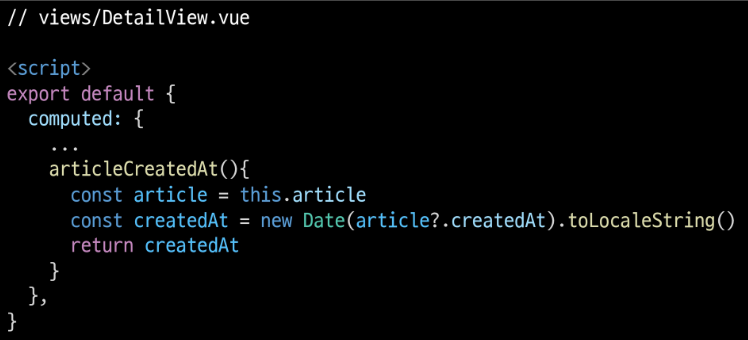 // views/DetailView.vue
<script>
export default {
computed: {
...
articleCreatedAt(){
const article = this.article
const createdAt = new Date(article?.createdAt).toLocaleString()
return createdAt
}
},
}